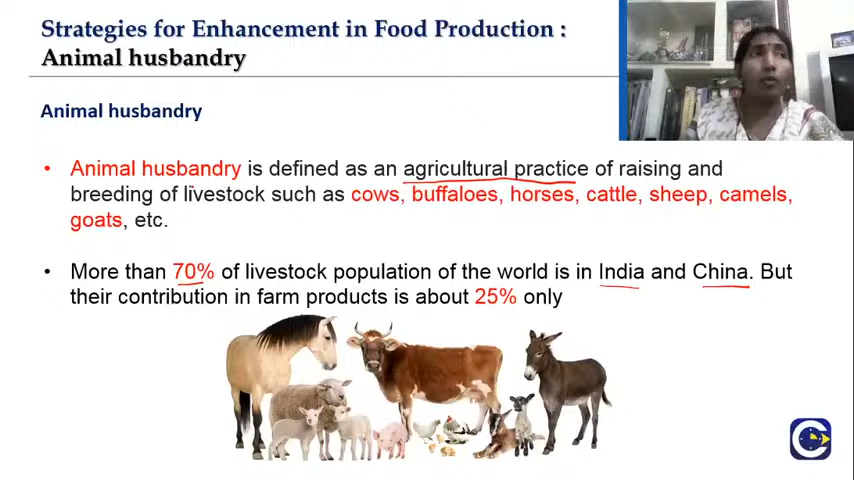 Strategies for Enhancement in Food Production :
Animal husbandry
Animal husbandry
• Animal husbandry is defined as an agricultural practice of raising and
breeding of livestock such as cows, buffaloes, horses, cattle, sheep, camels,
goats, etc.
• More than 70% of livestock population of the world is in India and China. But
their contribution in farm products is about 25% only